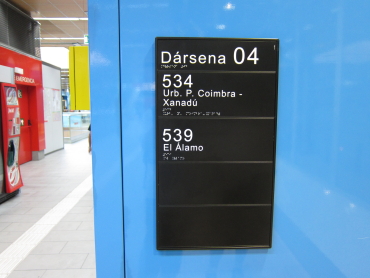 EMERGENCIA
Dársena 04
534
Urb. P. Coimbra -
Xanadú
539
El Álamo